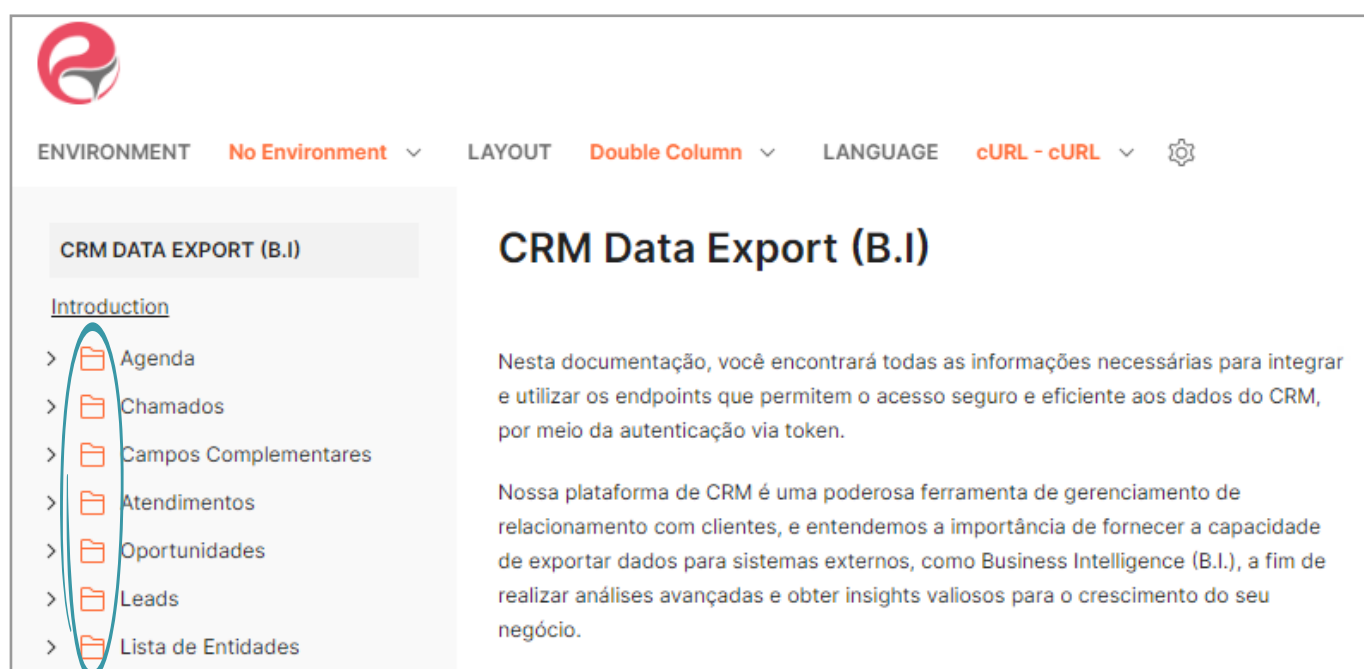 ENVIRONMENT No Environment LAYOUT Double Column LANGUAGE cURL - cURL
CRM DATA EXPORT (B.I)
Introduction
Agenda
Chamados
Campos Complementares
Atendimentos
Oportunidades
Leads
Lista de Entidades
CRM Data Export (B.I)
Nesta documentação, você encontrará todas as informações necessárias para integrar
e utilizar os endpoints que permitem o acesso seguro e eficiente aos dados do CRM,
por meio da autenticação via token.
Nossa plataforma de CRM é uma poderosa ferramenta de gerenciamento de
relacionamento com clientes, e entendemos a importância de fornecer a capacidade
de exportar dados para sistemas externos, como Business Intelligence (B.I.), a fim de
realizar análises avançadas e obter insights valiosos para o crescimento do seu
negócio.